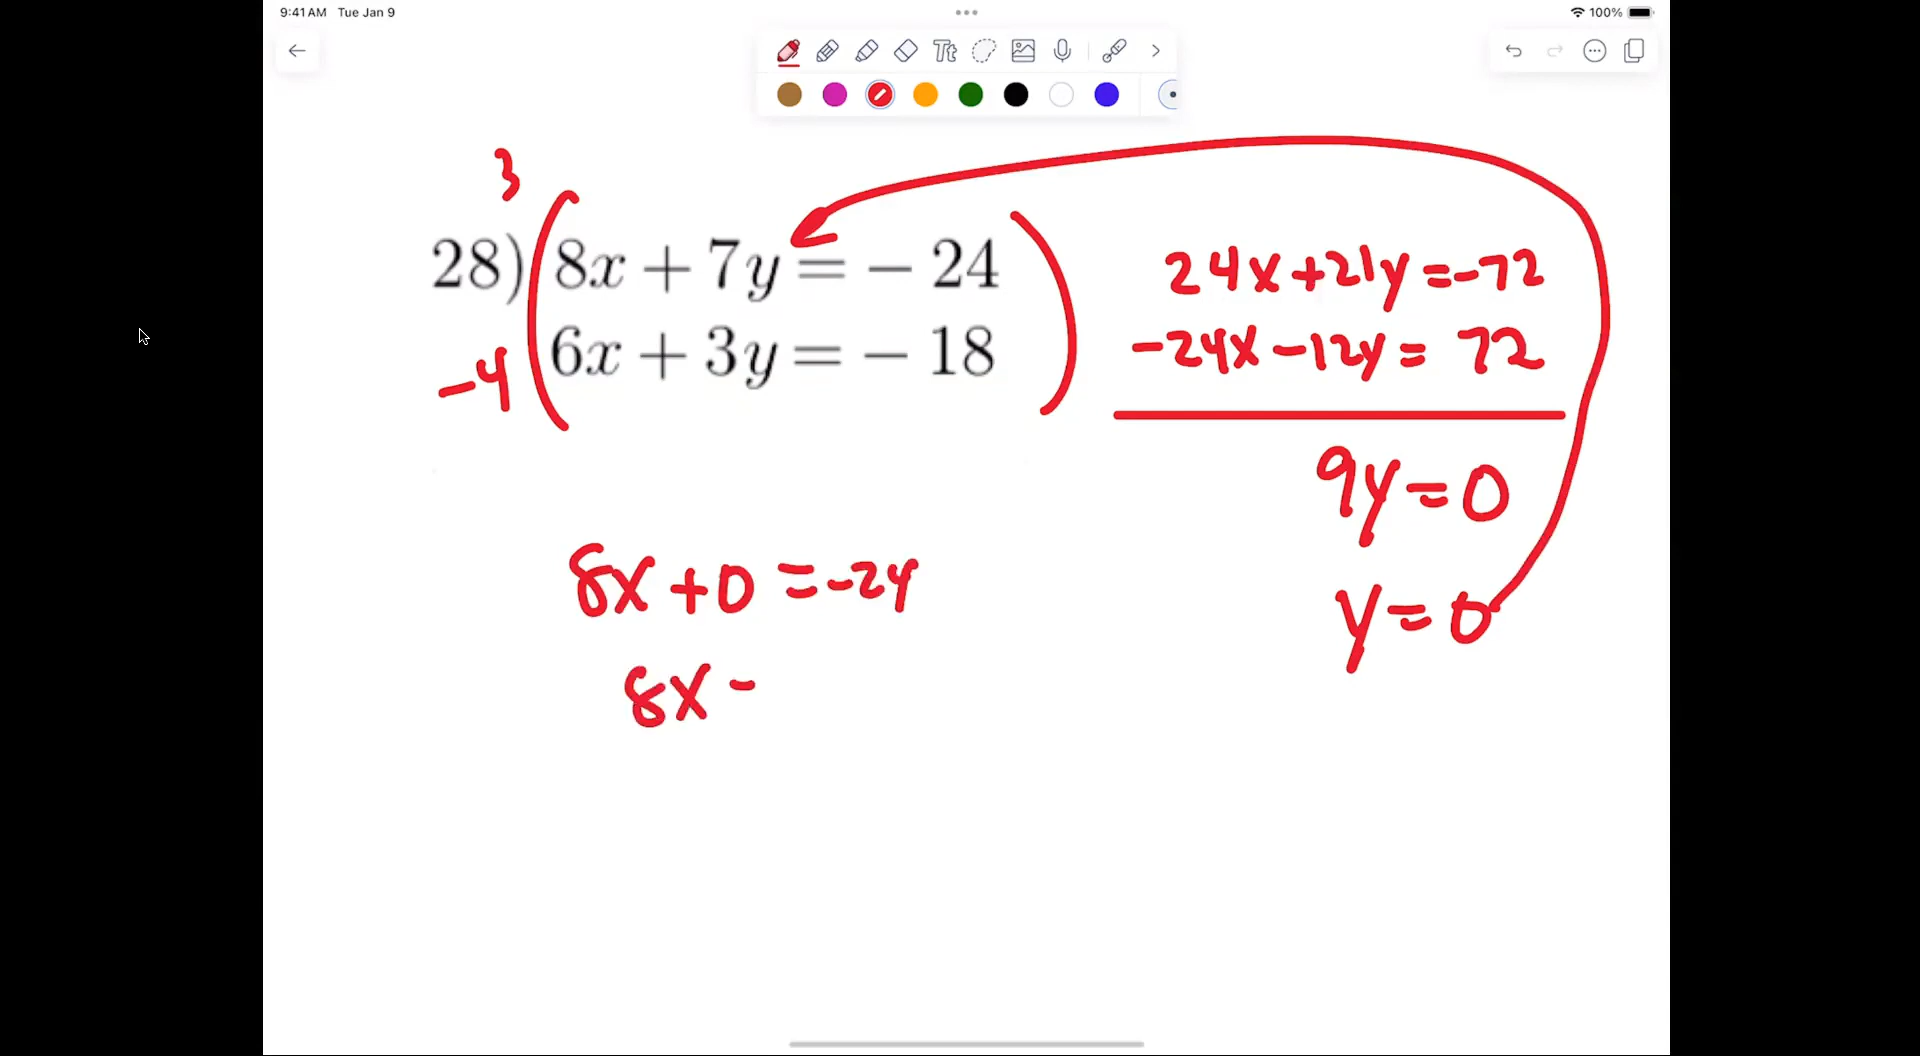 9:41 AM Tue Jan 9
100%
Tt
3
28) 8x + 7y = − 24
-4
6x + 3y = − 18
24x+21y=-72
-24x-12y= 72
9y=0
y=0
8x+0=-24
8x -